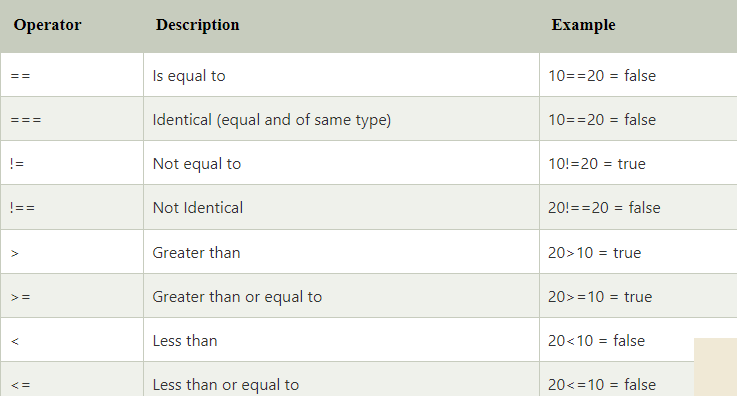 Operator Description Example
== Is equal to 10==20 = false
=== Identical (equal and of same type) 10==20 = false
!= Not equal to 10!=20 = true
!== Not Identical 20!==20 = false
> Greater than 20>10 = true
>= Greater than or equal to 20>=10 = true
< Less than 20<10 = false
<= Less than or equal to 20<=10 = false